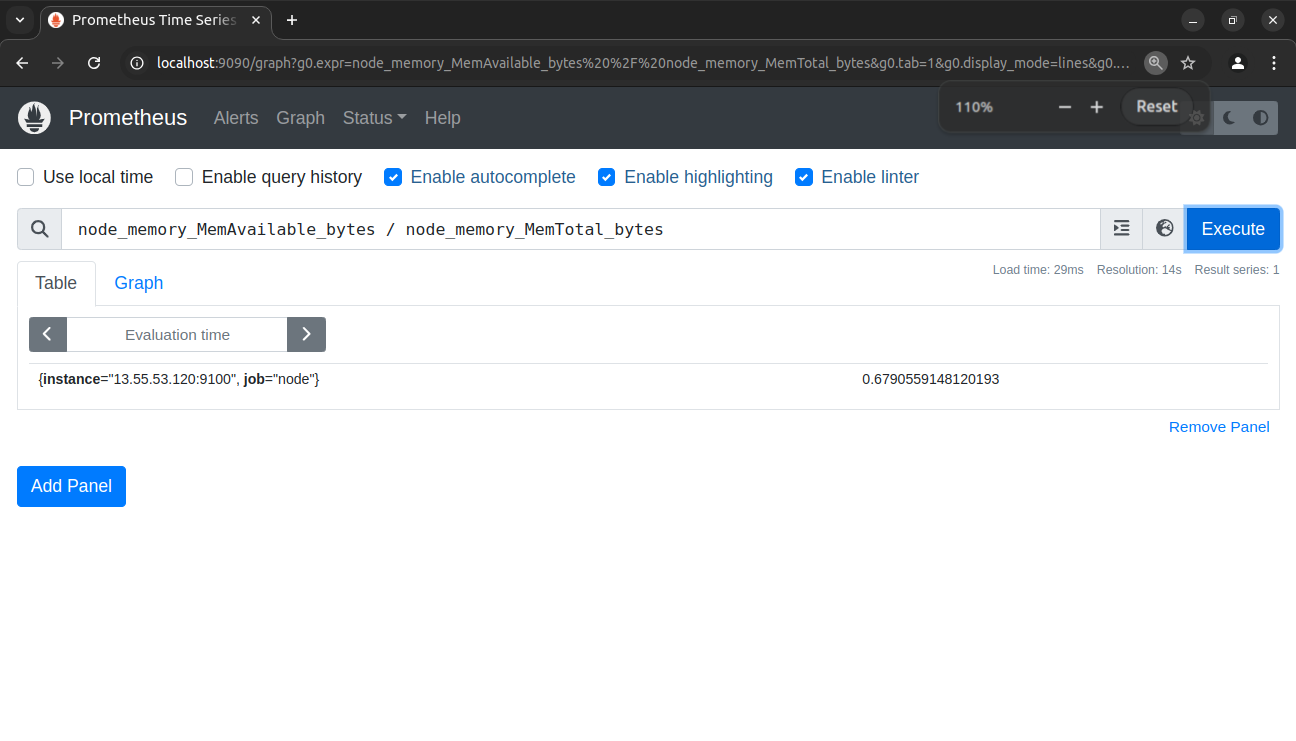 Prometheus Time Series
localhost:9090/graph?g0.expr=node_memory_MemAvailable_bytes%20%2F%20node_memory_MemTotal_bytes&g0.tab=1&g0.display_mode=lines&g0....
110% Reset
Prometheus Alerts Graph Status Help
Use local time Enable query history Enable autocomplete Enable highlighting Enable linter
node_memory_MemAvailable_bytes / node_memory_MemTotal_bytes Execute
Load time: 29ms Resolution: 14s Result series: 1
Table Graph
Evaluation time
{instance="13.55.53.120:9100", job="node"} 0.6790559148120193
Remove Panel
Add Panel